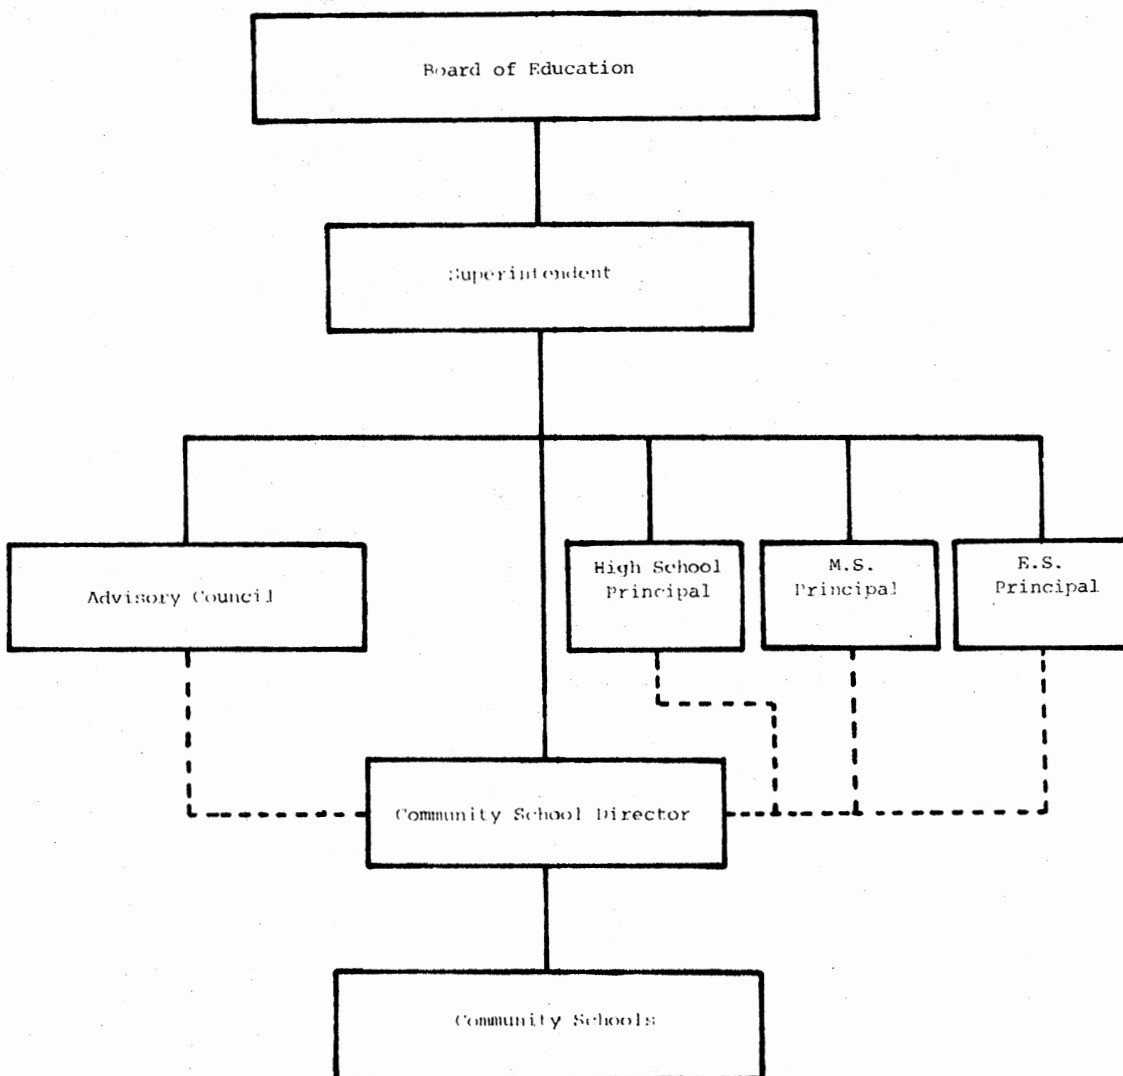 Board of Education
Superintendent
Advisory Council
High School
Principal
M.S.
Principal
E.S.
Principal
Community School Director
Community Schools